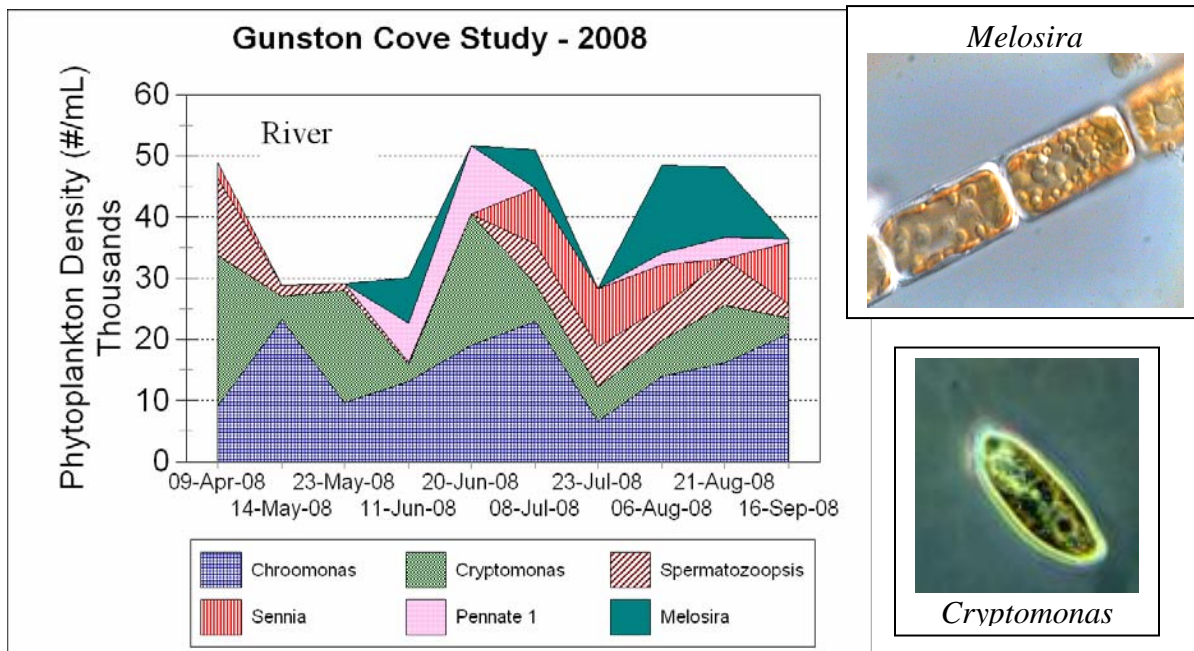 Gunston Cove Study - 2008
River
Phytoplankton Density (#/mL)
Thousands
60
50
40
30
20
10
0
09-Apr-08
14-May-08
23-May-08
11-Jun-08
20-Jun-08
08-Jul-08
23-Jul-08
06-Aug-08
21-Aug-08
16-Sep-08
Chroomonas
Cryptomonas
Spermatozoopsis
Sennia
Pennate 1
Melosira
Melosira
Cryptomonas